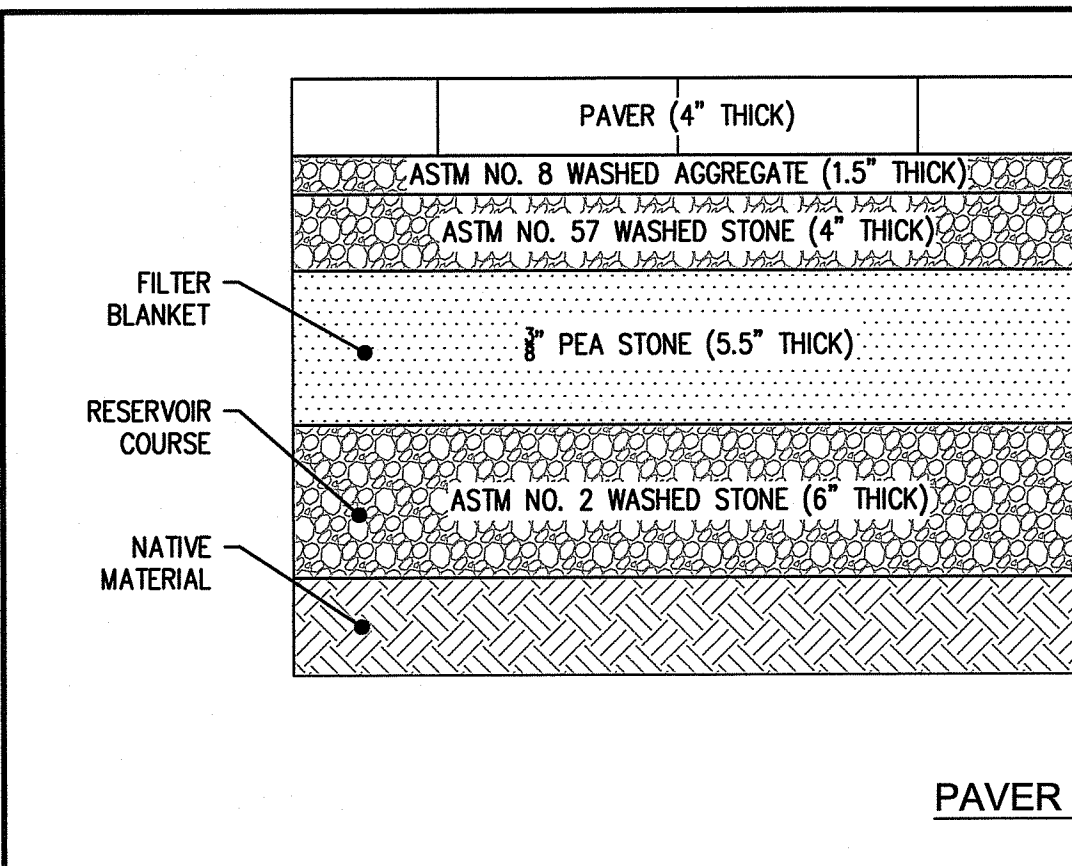 PAVER (4" THICK)
ASTM NO. 8 WASHED AGGREGATE (1.5" THICK)
ASTM NO. 57 WASHED STONE (4" THICK)
FILTER
BLANKET
3/8" PEA STONE (5.5" THICK)
RESERVOIR
COURSE
ASTM NO. 2 WASHED STONE (6" THICK)
NATIVE
MATERIAL
PAVER